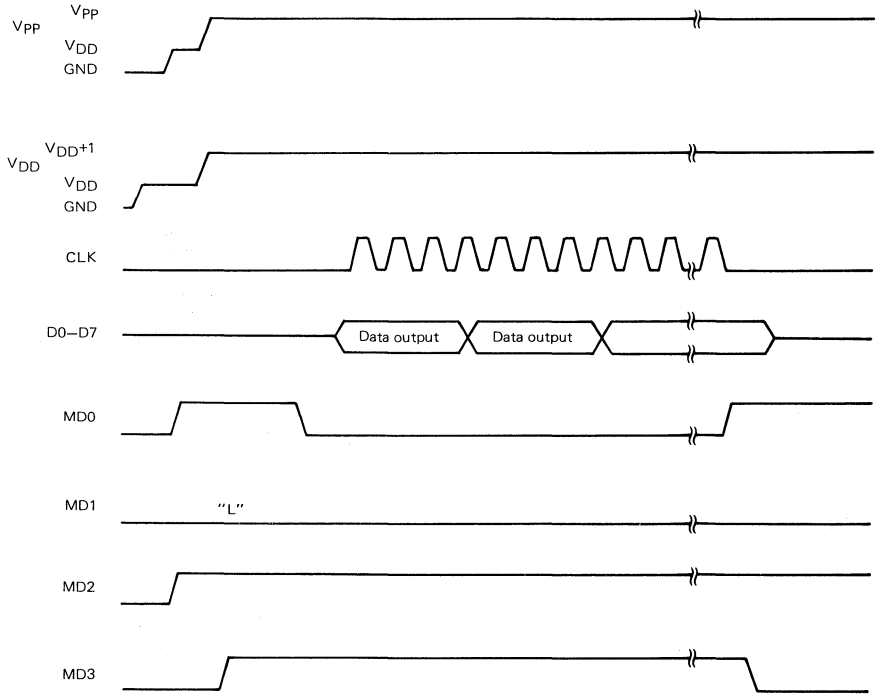 VPP VPP
VDD
GND
VDD VDD+1
VDD
GND
CLK
D0–D7 Data output Data output
MD0
MD1 "L"
MD2
MD3